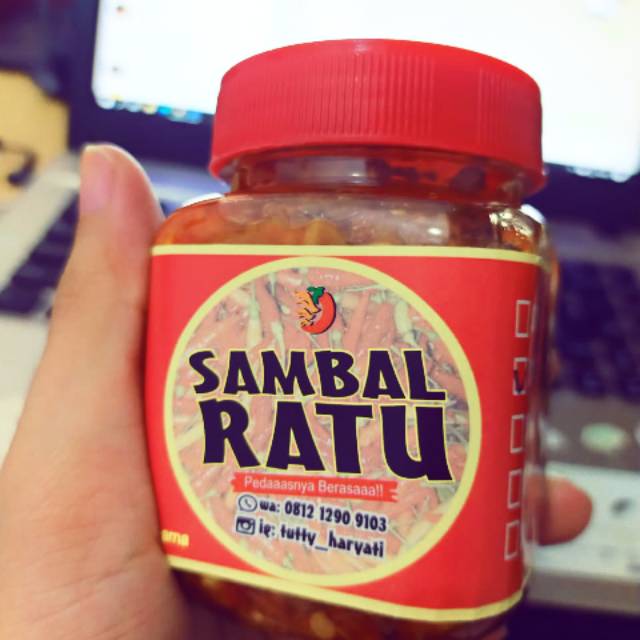 SAMBAL
RATU
Pedaaasnya Berasaaa!!
wa: 0812 1290 9103
ig: tutty_haryati